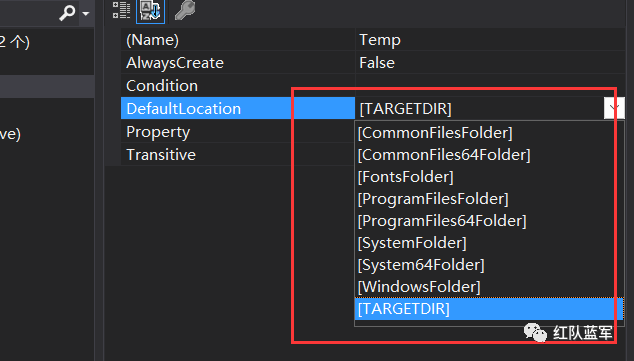 2 个)
ve)
(Name) Temp
AlwaysCreate False
Condition
DefaultLocation [TARGETDIR]
Property
Transitive
[CommonFilesFolder]
[CommonFiles64Folder]
[FontsFolder]
[ProgramFilesFolder]
[ProgramFiles64Folder]
[SystemFolder]
[System64Folder]
[WindowsFolder]
[TARGETDIR]
红队蓝军